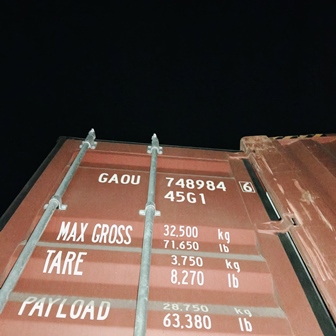 GAOU 748984 6
45G1
MAX GROSS 32,500 kg
71,650 lb
TARE 3,750 kg
8,270 lb
PAYLOAD 28,750 kg
63,380 lb